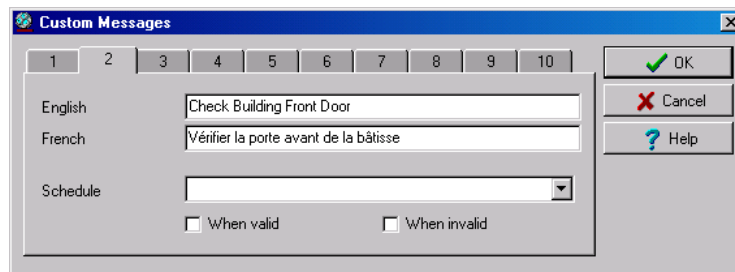 Custom Messages
1 2 3 4 5 6 7 8 9 10
English Check Building Front Door
French Vérifier la porte avant de la bâtisse
Schedule
When valid When invalid
OK
Cancel
Help